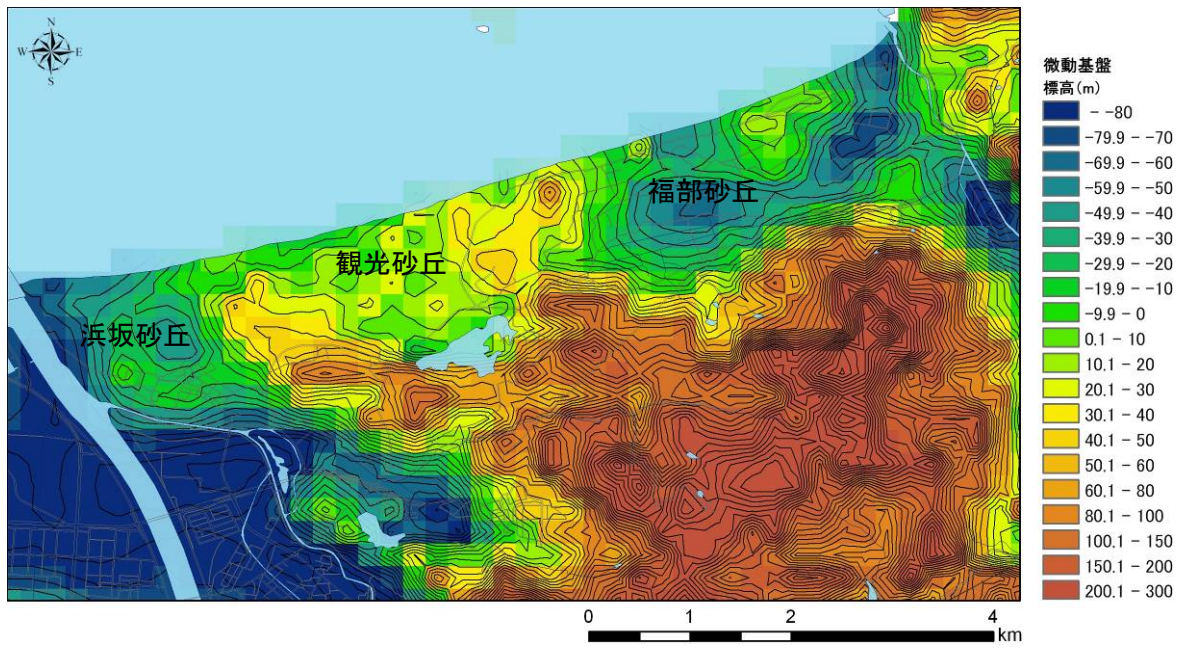 N
W E
S
浜坂砂丘
観光砂丘
福部砂丘
微動基盤
標高(m)
- -80
-79.9 - -70
-69.9 - -60
-59.9 - -50
-49.9 - -40
-39.9 - -30
-29.9 - -20
-19.9 - -10
-9.9 - 0
0.1 - 10
10.1 - 20
20.1 - 30
30.1 - 40
40.1 - 50
50.1 - 60
60.1 - 80
80.1 - 100
100.1 - 150
150.1 - 200
200.1 - 300
0 1 2 4
km